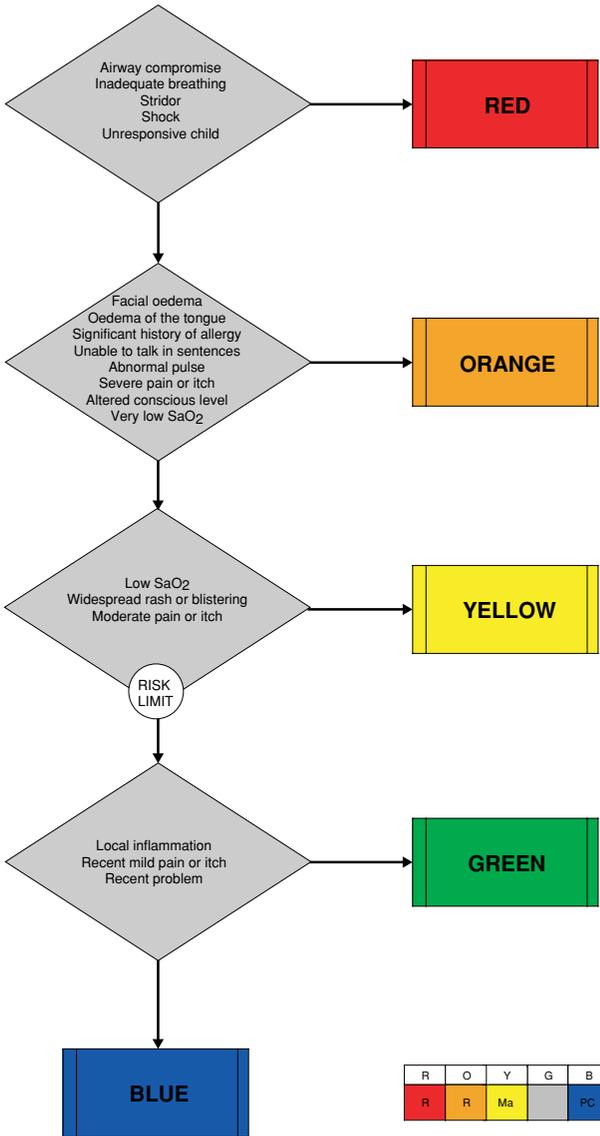 Airway compromise
Inadequate breathing
Stridor
Shock
Unresponsive child
RED
Facial oedema
Oedema of the tongue
Significant history of allergy
Unable to talk in sentences
Abnormal pulse
Severe pain or itch
Altered conscious level
Very low SaO2
ORANGE
Low SaO2
Widespread rash or blistering
Moderate pain or itch
YELLOW
RISK
LIMIT
Local inflammation
Recent mild pain or itch
Recent problem
GREEN
BLUE
R O Y G B
R R Ma PC